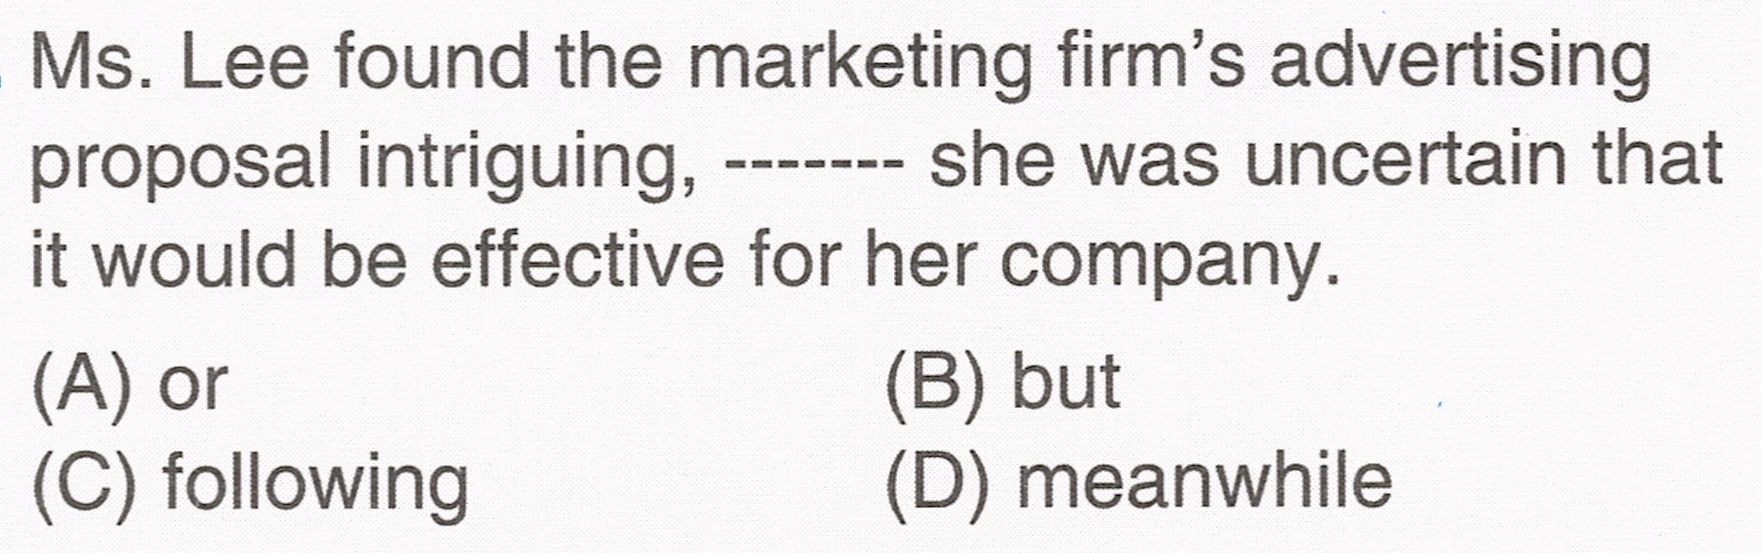 Ms. Lee found the marketing firm’s advertising
proposal intriguing, ------- she was uncertain that
it would be effective for her company.
(A) or (B) but
(C) following (D) meanwhile